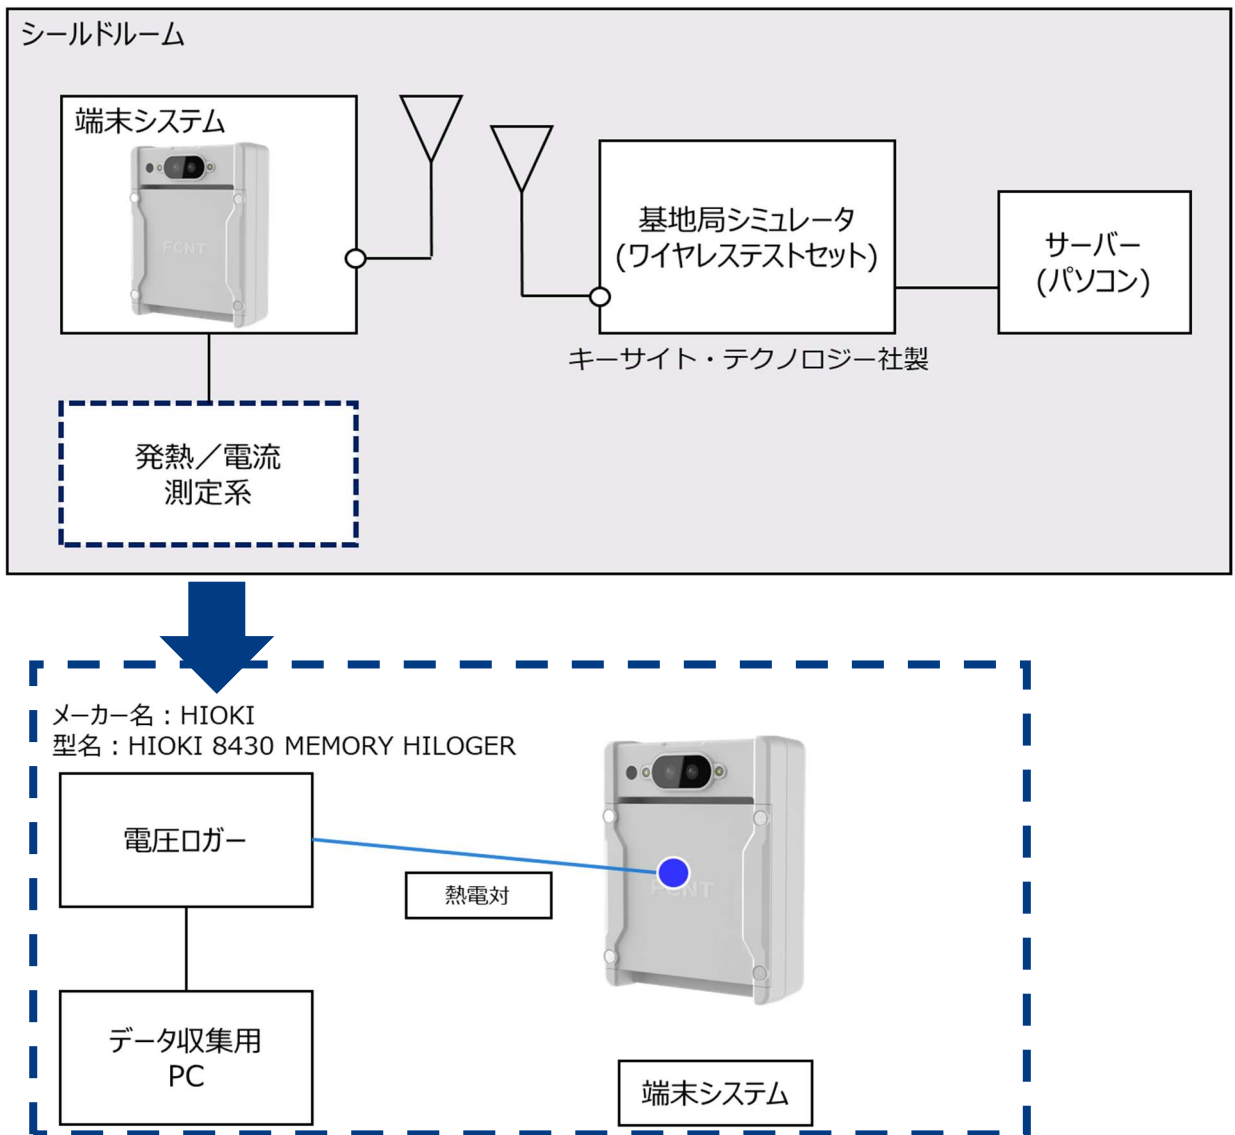 シールドルーム
端末システム
FCNT
基地局シミュレータ
(ワイヤレステストセット)
サーバー
(パソコン)
キーサイト・テクノロジー社製
発熱／電流
測定系
メーカー名：HIOKI
型名：HIOKI 8430 MEMORY HILOGER
電圧ロガー
熱電対
FCNT
データ収集用
PC
端末システム